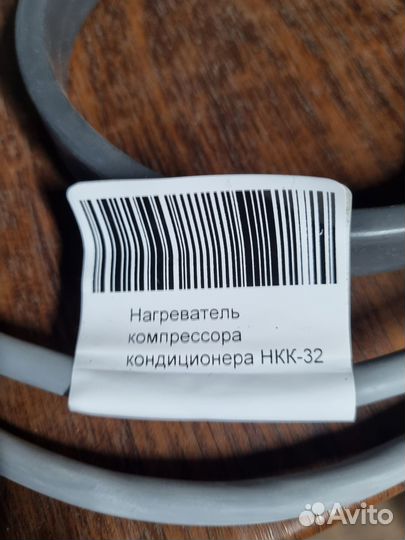 Нагреватель
компрессора
кондиционера НКК-32
Avito